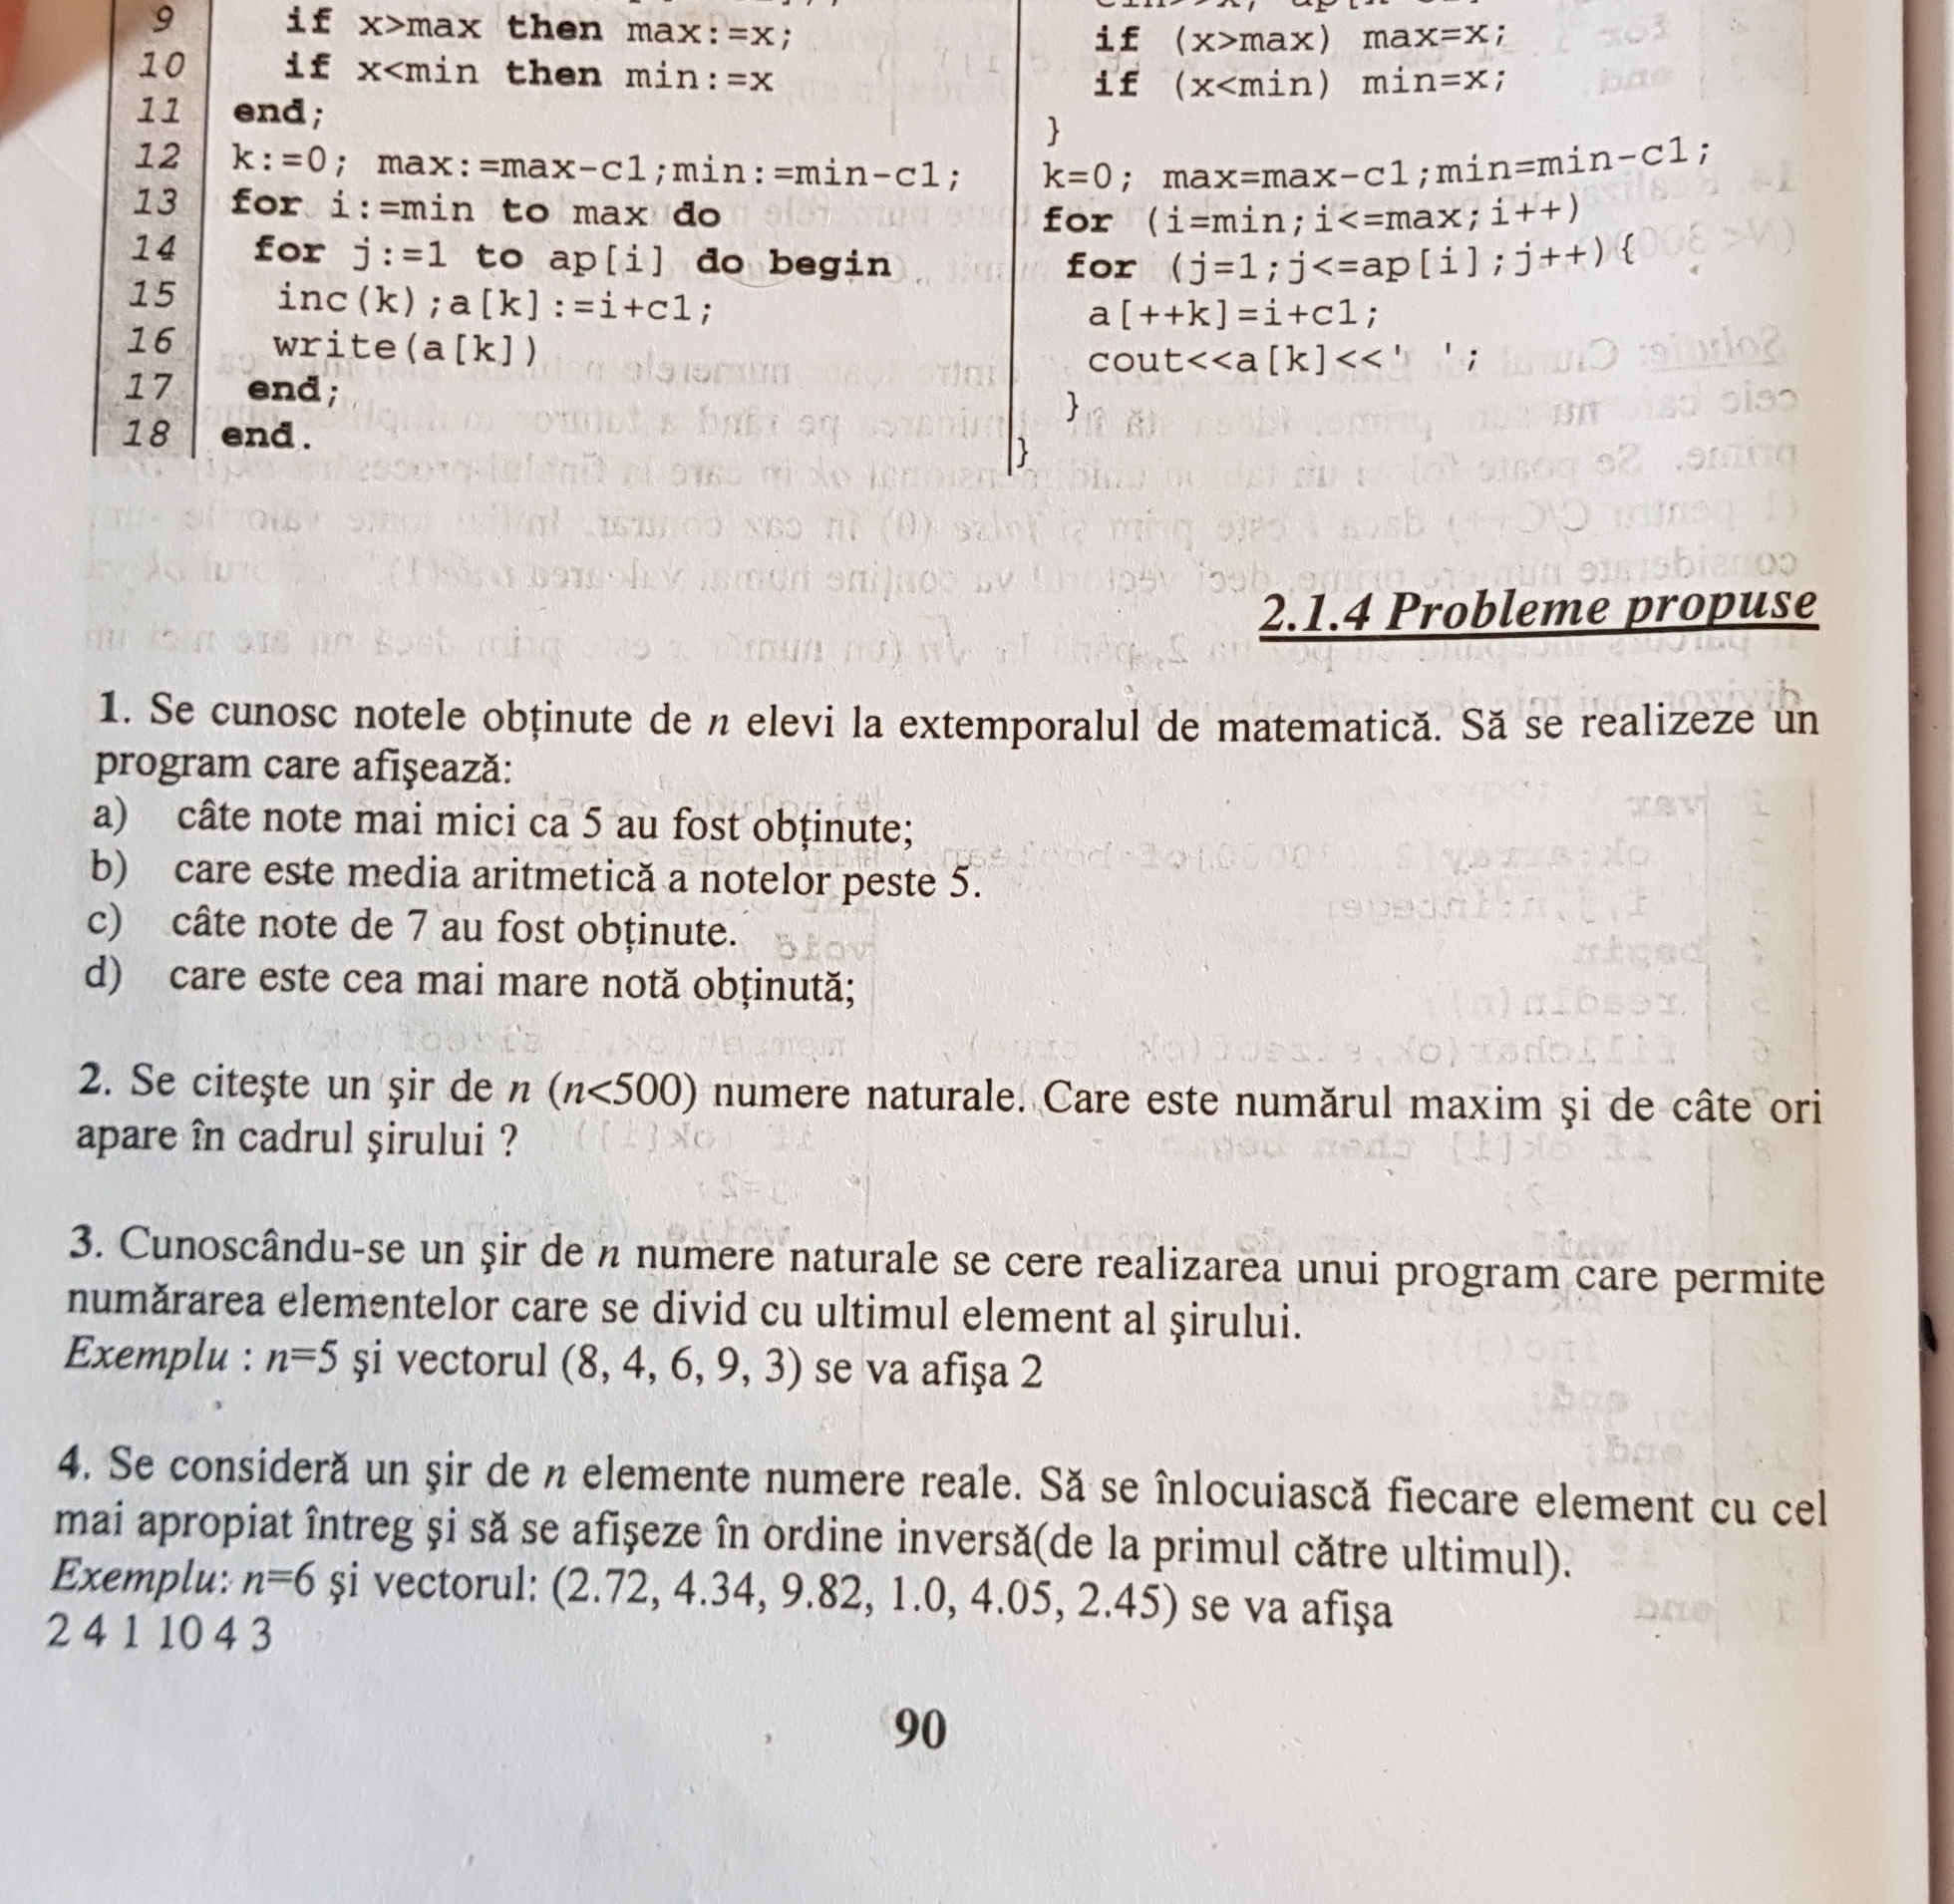 9 if x>max then max:=x;
10 if x<min then min:=x
11 end;
12 k:=0; max:=max-c1;min:=min-c1;
13 for i:=min to max do
14 for j:=1 to ap[i] do begin
15 inc(k);a[k]:=i+c1;
16 write(a[k])
17 end;
18 end.
if (x>max) max=x;
if (x<min) min=x;
}
k=0; max=max-c1;min=min-c1;
for (i=min;i<=max;i++)
for (j=1;j<=ap[i];j++){
a[++k]=i+c1;
cout<<a[k]<<' ';
}
}
2.1.4 Probleme propuse
1. Se cunosc notele obţinute de n elevi la extemporalul de matematică. Să se realizeze un
program care afişează:
a) câte note mai mici ca 5 au fost obţinute;
b) care este media aritmetică a notelor peste 5.
c) câte note de 7 au fost obţinute.
d) care este cea mai mare notă obţinută;
2. Se citeşte un şir de n (n<500) numere naturale. Care este numărul maxim şi de câte ori
apare în cadrul şirului ?
3. Cunoscându-se un şir de n numere naturale se cere realizarea unui program care permite
numărarea elementelor care se divid cu ultimul element al şirului.
Exemplu : n=5 şi vectorul (8, 4, 6, 9, 3) se va afişa 2
4. Se consideră un şir de n elemente numere reale. Să se înlocuiască fiecare element cu cel
mai apropiat întreg şi să se afişeze în ordine inversă(de la primul către ultimul).
Exemplu: n=6 şi vectorul: (2.72, 4.34, 9.82, 1.0, 4.05, 2.45) se va afişa
2 4 1 10 4 3
90